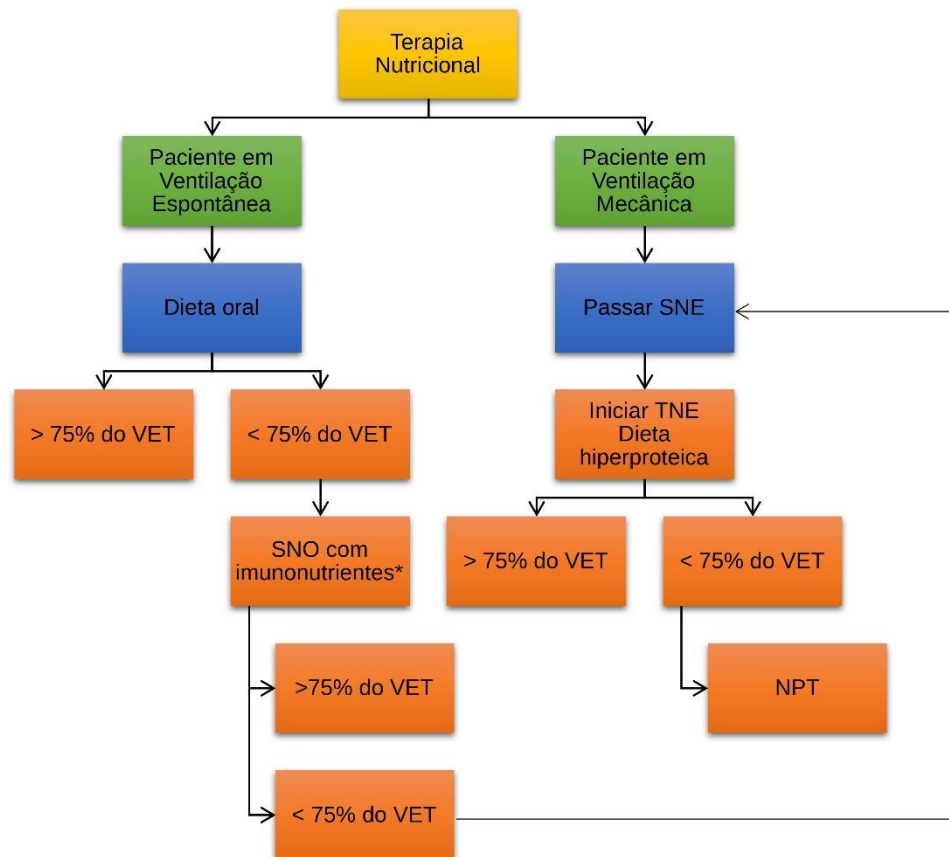 Terapia
Nutricional
Paciente em
Ventilação
Espontânea
Paciente em
Ventilação
Mecânica
Dieta oral
Passar SNE
> 75% do VET
< 75% do VET
Iniciar TNE
Dieta
hiperproteica
SNO com
imunonutrientes*
> 75% do VET
< 75% do VET
>75% do VET
NPT
< 75% do VET